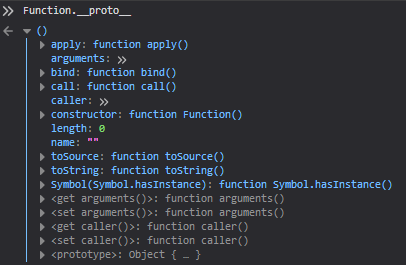 Function.__proto__
()
apply: function apply()
arguments: »
bind: function bind()
call: function call()
caller: »
constructor: function Function()
length: 0
name: ""
toSource: function toSource()
toString: function toString()
Symbol(Symbol.hasInstance): function Symbol.hasInstance()
<get arguments()>: function arguments()
<set arguments()>: function arguments()
<get caller()>: function caller()
<set caller()>: function caller()
<prototype>: Object { … }